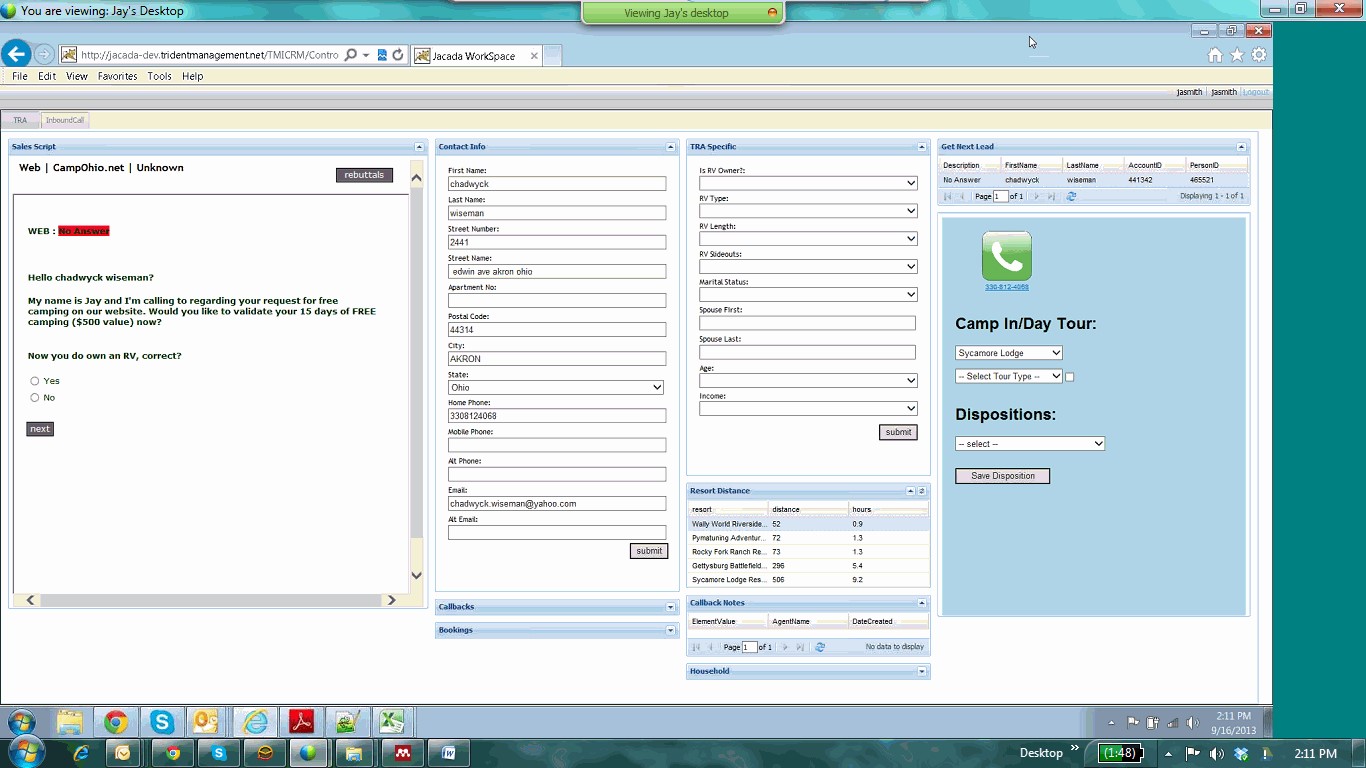 You are viewing: Jay's Desktop
Viewing Jay's desktop
http://jacada-dev.tridentmanagement.net/TMICRM/Contro
Jacada WorkSpace
File Edit View Favorites Tools Help
jasmith jasmith Logout
TRA InboundCall
Sales Script
Web | CampOhio.net | Unknown
rebuttals
WEB : No Answer
Hello chadwyck wiseman?
My name is Jay and I'm calling to regarding your request for free
camping on our website. Would you like to validate your 15 days of FREE
camping ($500 value) now?
Now you do own an RV, correct?
Yes
No
next
Contact Info
First Name:
chadwyck
Last Name:
wiseman
Street Number:
2441
Street Name:
edwin ave akron ohio
Apartment No:
Postal Code:
44314
City:
AKRON
State:
Ohio
Home Phone:
3308124068
Mobile Phone:
Alt Phone:
Email:
chadwyck.wiseman@yahoo.com
Alt Email:
submit
Callbacks
Bookings
TRA Specific
Is RV Owner?:
RV Type:
RV Length:
RV Slideouts:
Marital Status:
Spouse First:
Spouse Last:
Age:
Income:
submit
Resort Distance
resort distance hours
Wally World Riverside... 52 0.9
Pymatuning Adventur... 72 1.3
Rocky Fork Ranch Re... 73 1.3
Gettysburg Battlefield... 296 5.4
Sycamore Lodge Res... 506 9.2
Callback Notes
ElementValue AgentName DateCreated
Page 1 of 1 No data to display
Household
Get Next Lead
Description FirstName LastName AccountID PersonID
No Answer chadwyck wiseman 441342 465521
Page 1 of 1 Displaying 1 - 1 of 1
330-812-4068
Camp In/Day Tour:
Sycamore Lodge
-- Select Tour Type --
Dispositions:
-- select --
Save Disposition
2:11 PM
9/16/2013
Desktop
(1:48)
2:11 PM